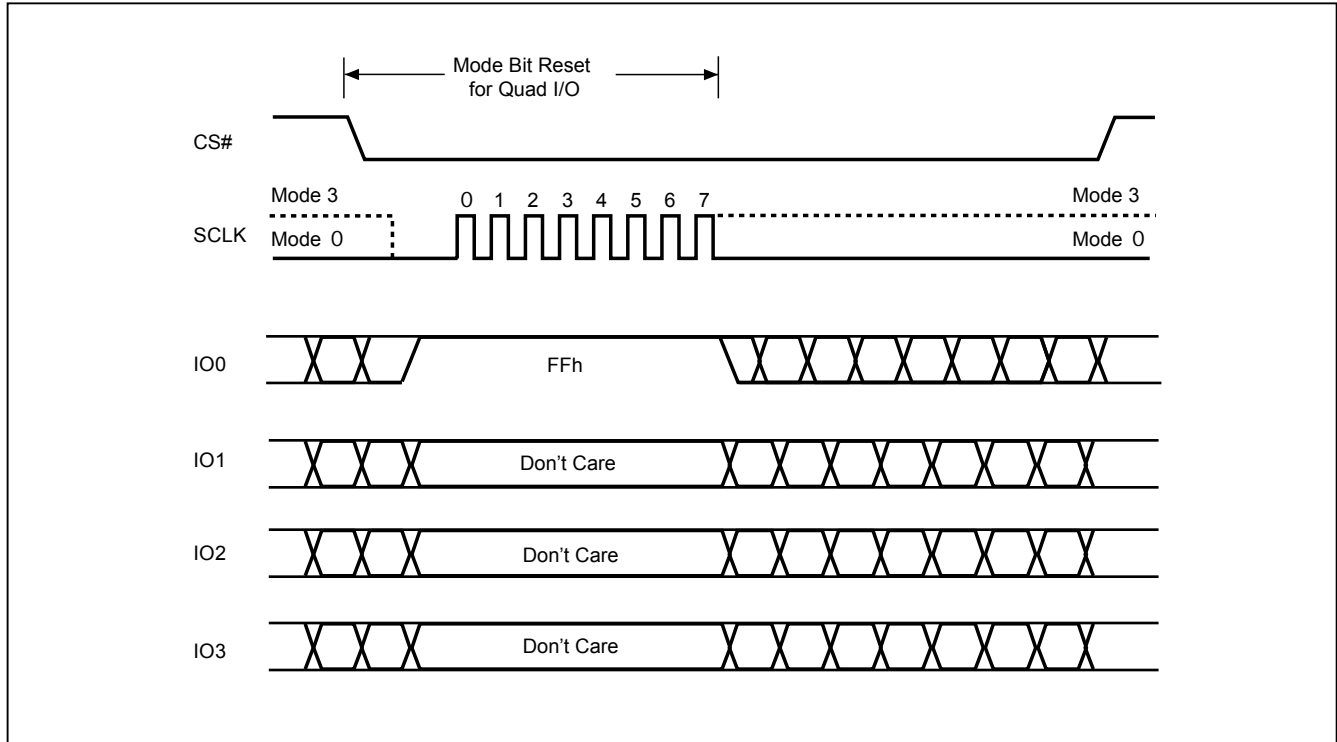 Mode Bit Reset
for Quad I/O
CS#
Mode 3
0 1 2 3 4 5 6 7
Mode 3
SCLK
Mode 0
Mode 0
IO0
FFh
IO1
Don't Care
IO2
Don't Care
IO3
Don't Care